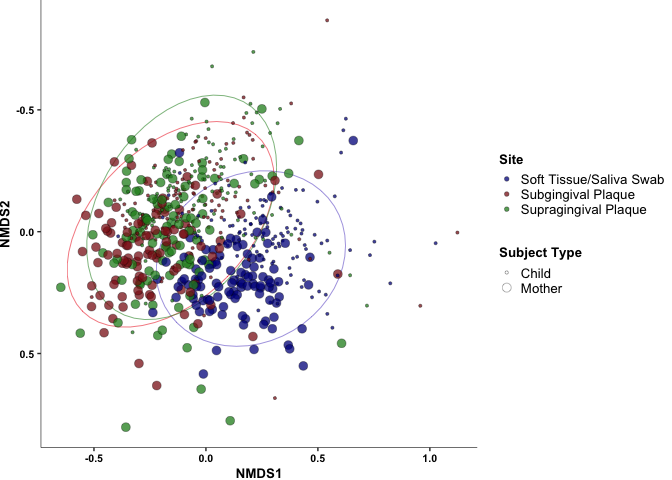 -0.5
0.0
0.5
NMDS2
-0.5
0.0
0.5
1.0
NMDS1
Site
Soft Tissue/Saliva Swab
Subgingival Plaque
Supragingival Plaque
Subject Type
Child
Mother